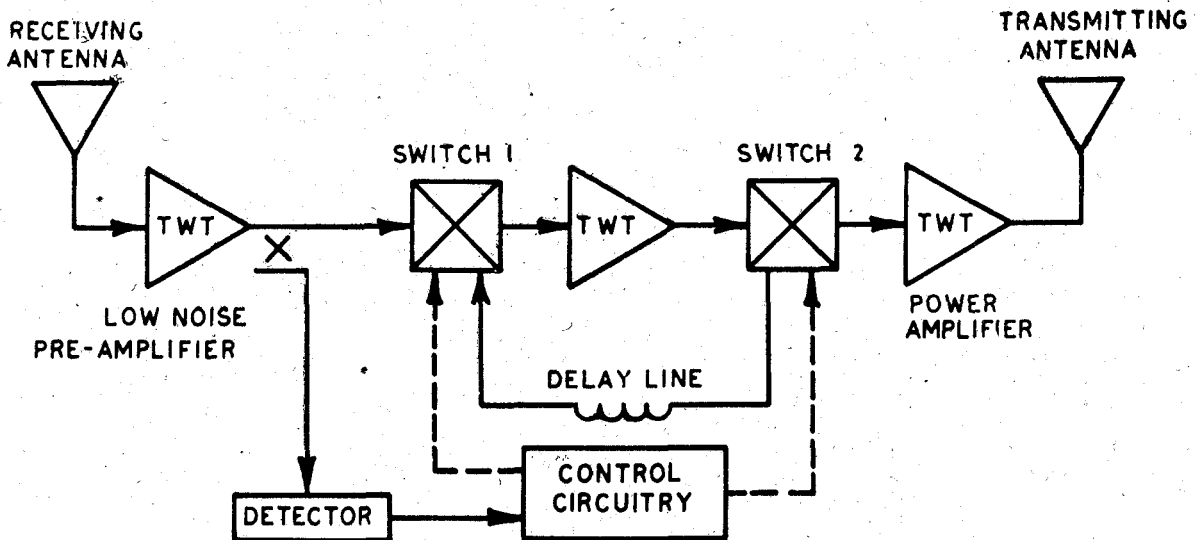 RECEIVING
ANTENNA
TRANSMITTING
ANTENNA
SWITCH 1
SWITCH 2
TWT
TWT
TWT
LOW NOISE
PRE-AMPLIFIER
POWER
AMPLIFIER
DELAY LINE
CONTROL
CIRCUITRY
DETECTOR